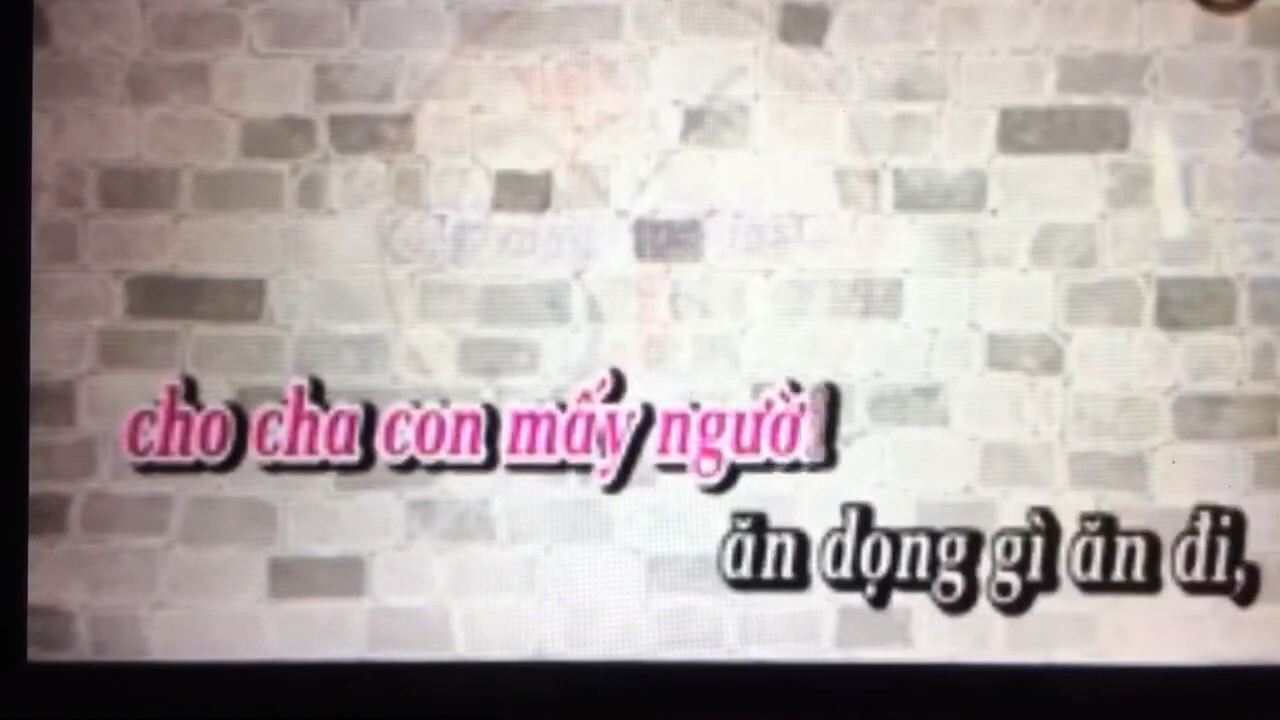 cho cha con mấy người
ăn dọng gì ăn đi,